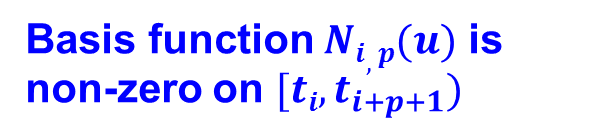 Basis function N_{i,p}(u) is
non-zero on [t_i, t_{i+p+1})